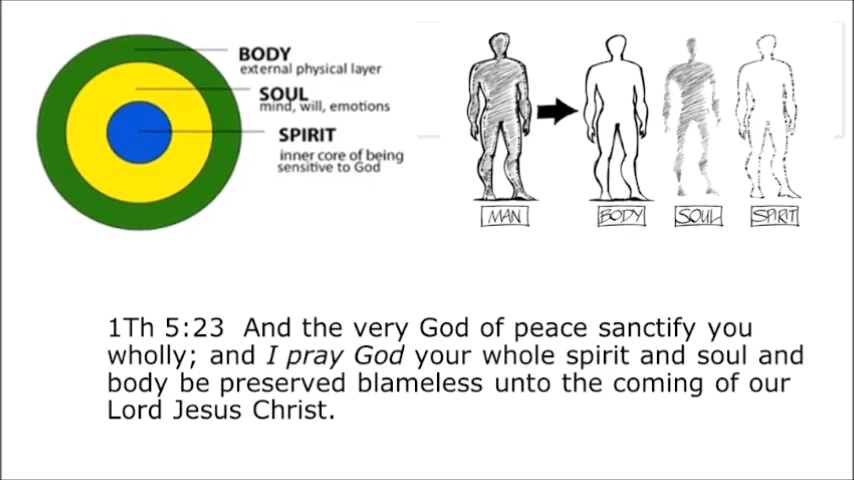 BODY
external physical layer
SOUL
mind, will, emotions
SPIRIT
inner core of being
sensitive to God
MAN
BODY
SOUL
SPIRIT
1Th 5:23 And the very God of peace sanctify you
wholly; and I pray God your whole spirit and soul and
body be preserved blameless unto the coming of our
Lord Jesus Christ.